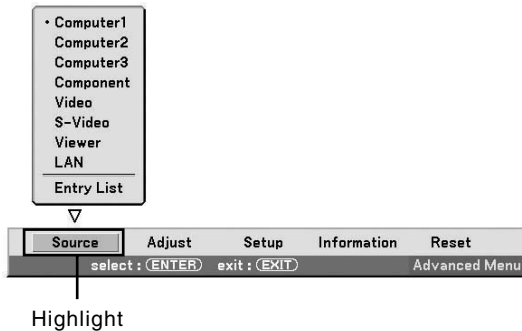 • Computer1
Computer2
Computer3
Component
Video
S-Video
Viewer
LAN
Entry List
Source Adjust Setup Information Reset
select : ENTER exit : EXIT Advanced Menu
Highlight